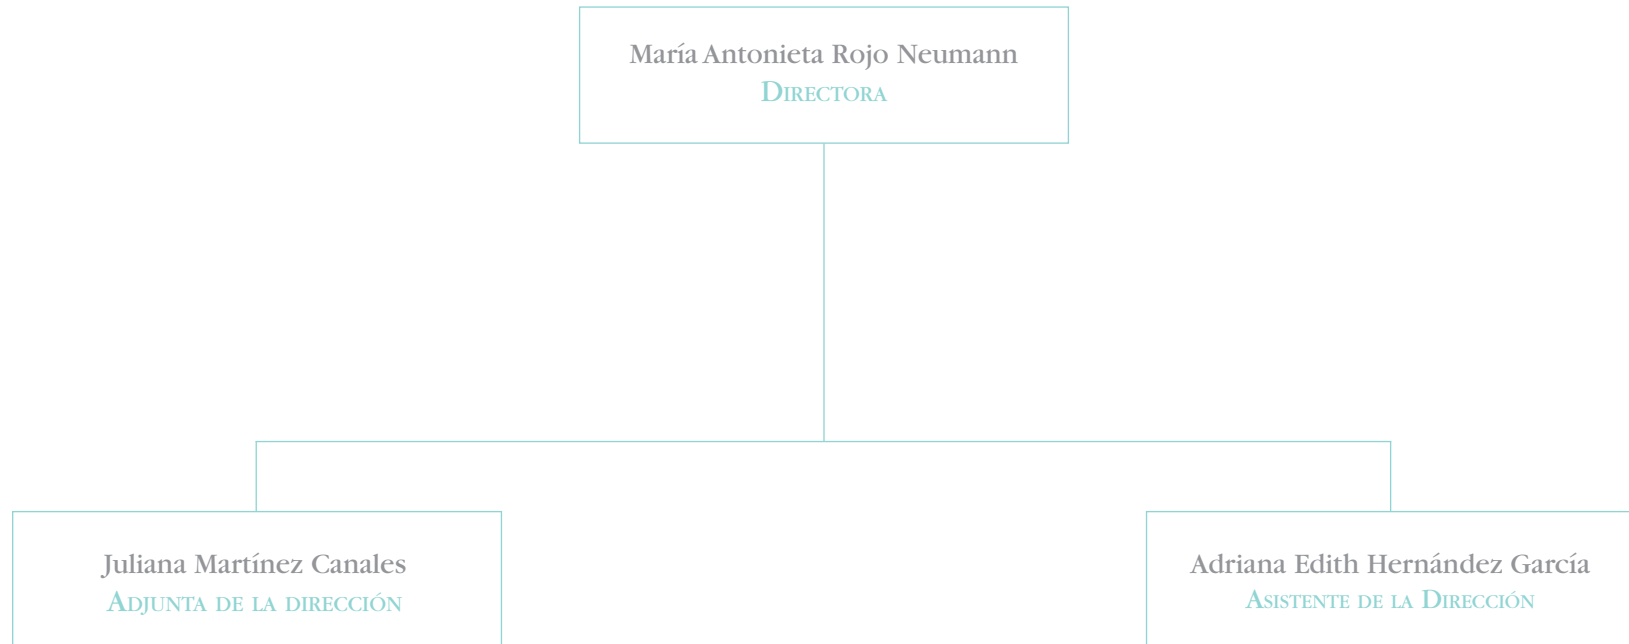 María Antonieta Rojo Neumann
Directora
Juliana Martínez Canales
Adjunta de la dirección
Adriana Edith Hernández García
Asistente de la Dirección